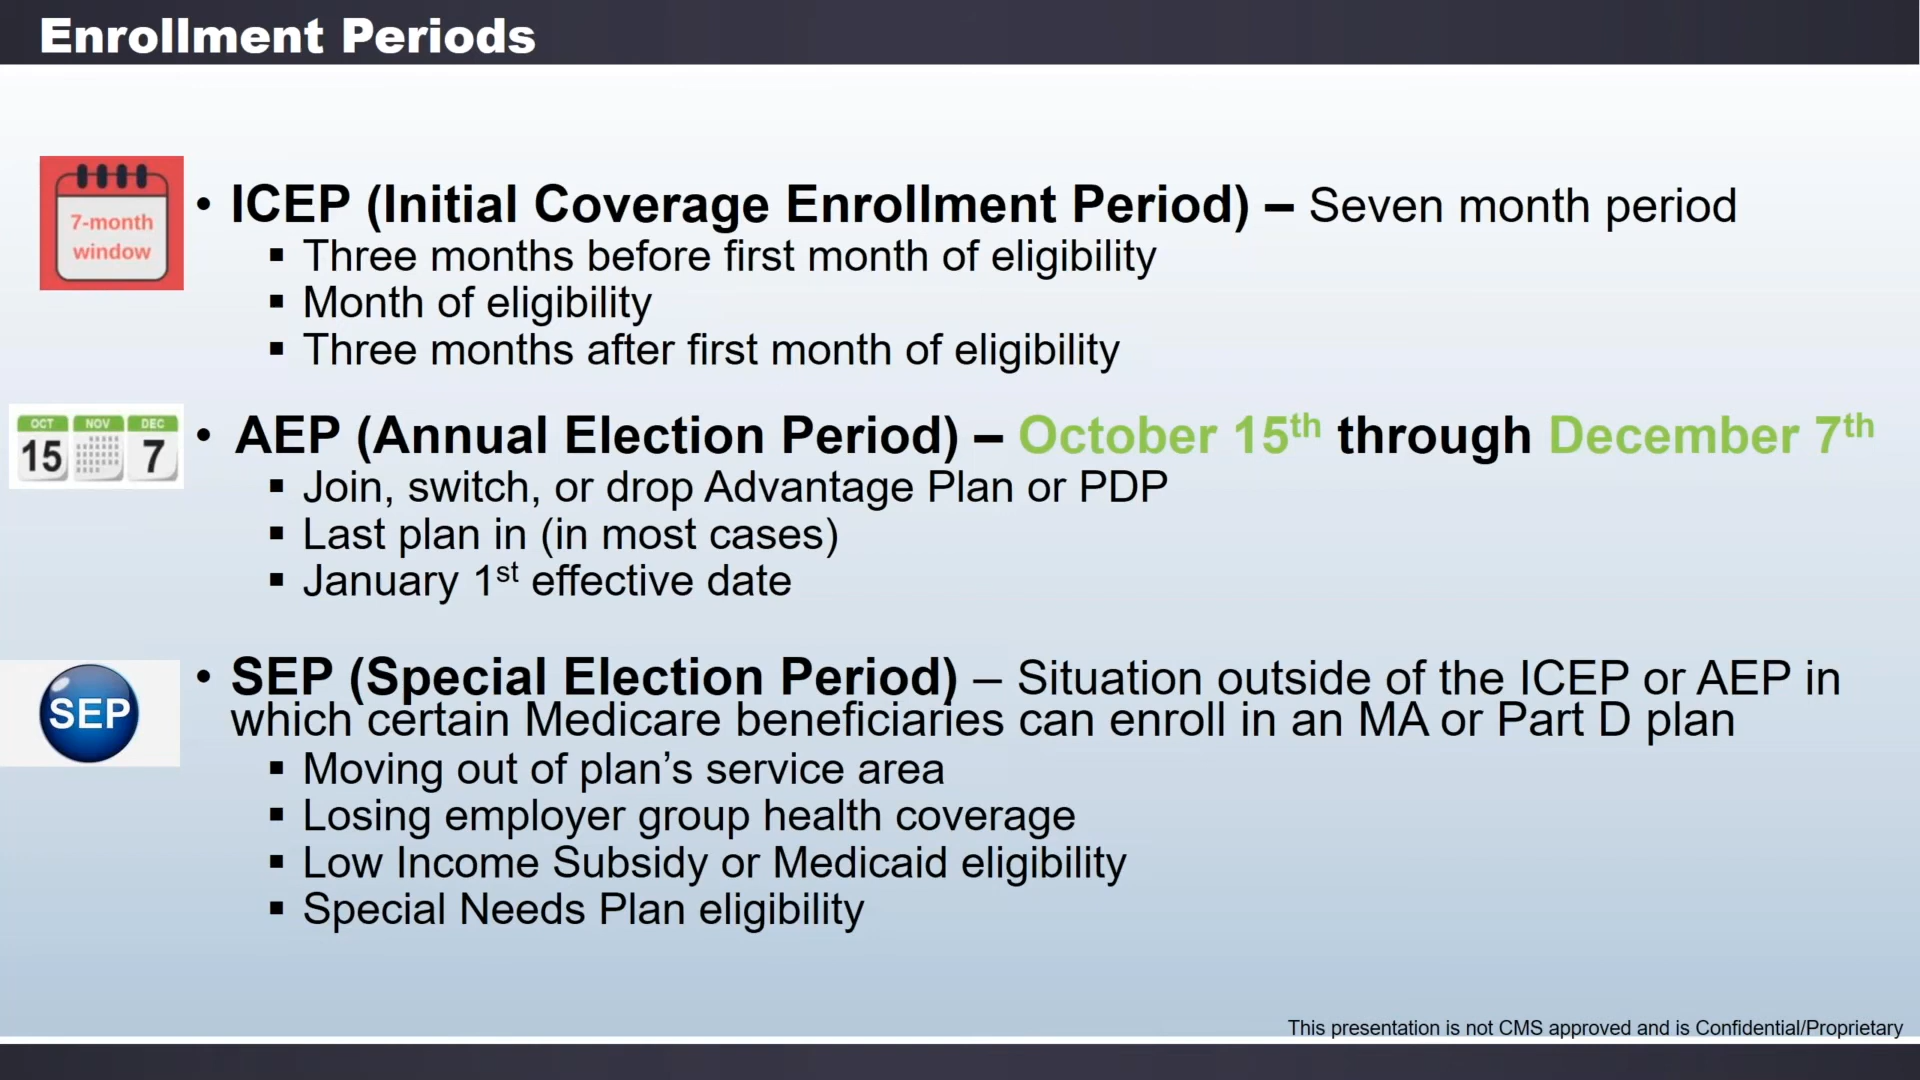 Enrollment Periods
7-month
window
• ICEP (Initial Coverage Enrollment Period) – Seven month period
▪ Three months before first month of eligibility
▪ Month of eligibility
▪ Three months after first month of eligibility
OCT NOV DEC
15 7
• AEP (Annual Election Period) – October 15th through December 7th
▪ Join, switch, or drop Advantage Plan or PDP
▪ Last plan in (in most cases)
▪ January 1st effective date
SEP
• SEP (Special Election Period) – Situation outside of the ICEP or AEP in
which certain Medicare beneficiaries can enroll in an MA or Part D plan
▪ Moving out of plan’s service area
▪ Losing employer group health coverage
▪ Low Income Subsidy or Medicaid eligibility
▪ Special Needs Plan eligibility
This presentation is not CMS approved and is Confidential/Proprietary